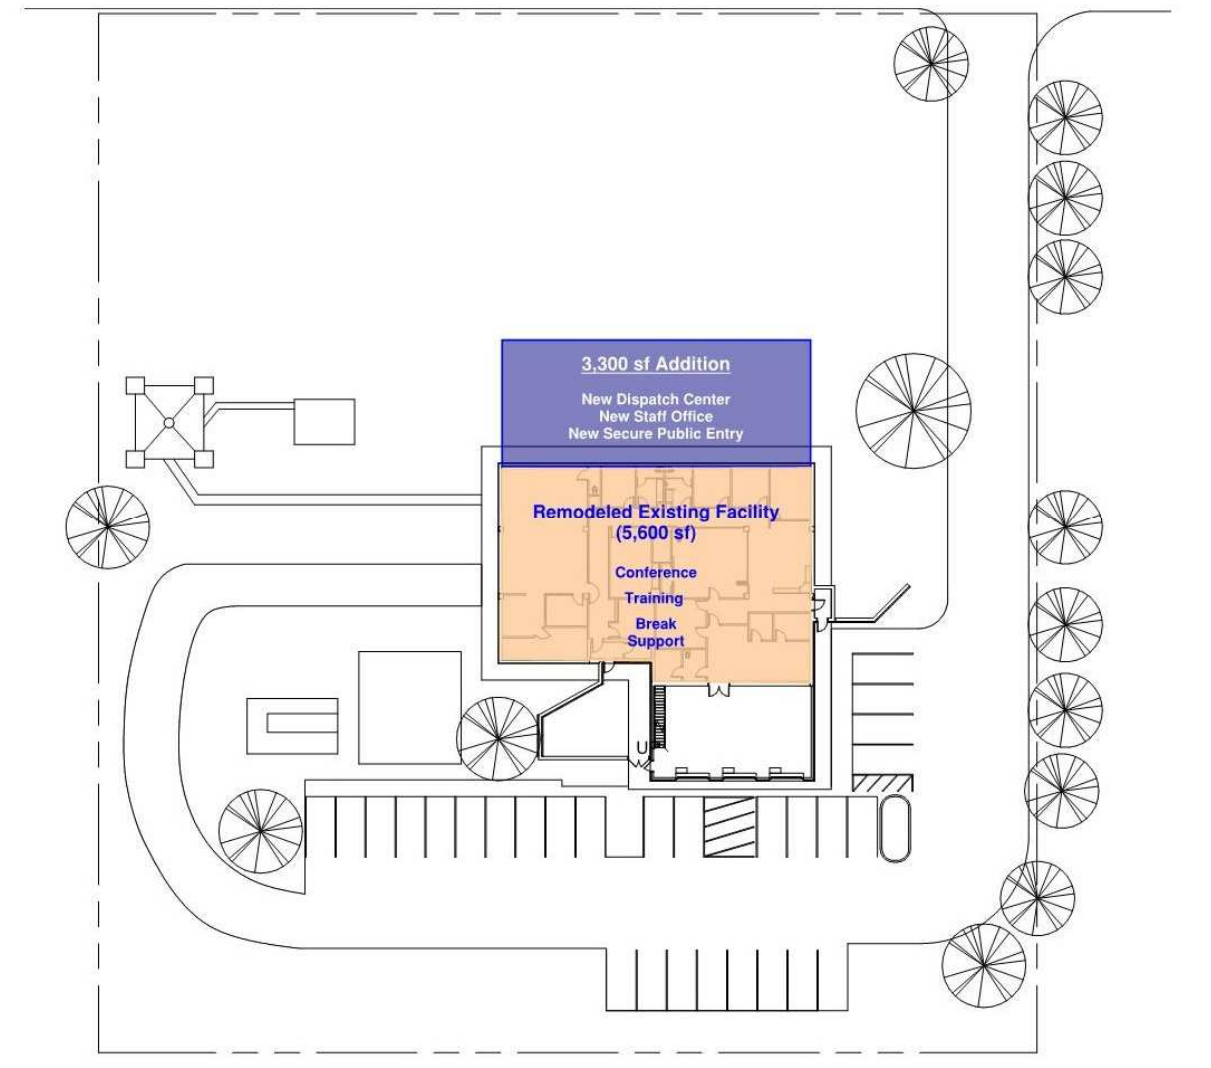 3,300 sf Addition
New Dispatch Center
New Staff Office
New Secure Public Entry
Remodeled Existing Facility
(5,600 sf)
Conference
Training
Break
Support